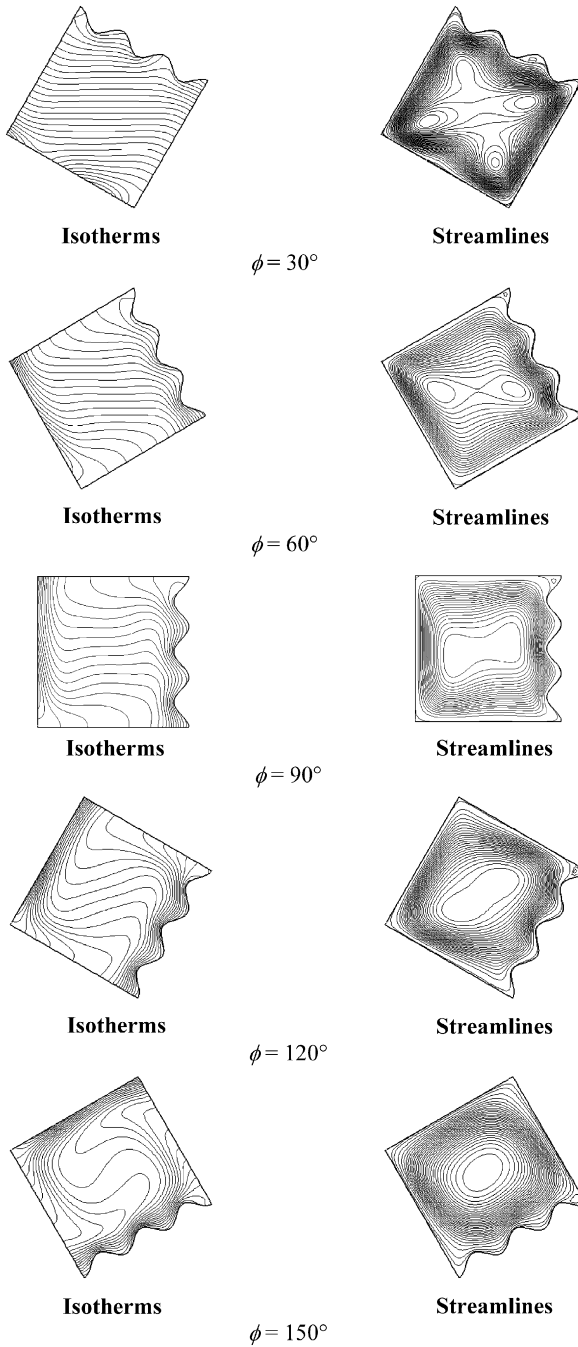 Isotherms Streamlines
ϕ = 30°
Isotherms Streamlines
ϕ = 60°
Isotherms Streamlines
ϕ = 90°
Isotherms Streamlines
ϕ = 120°
Isotherms Streamlines
ϕ = 150°